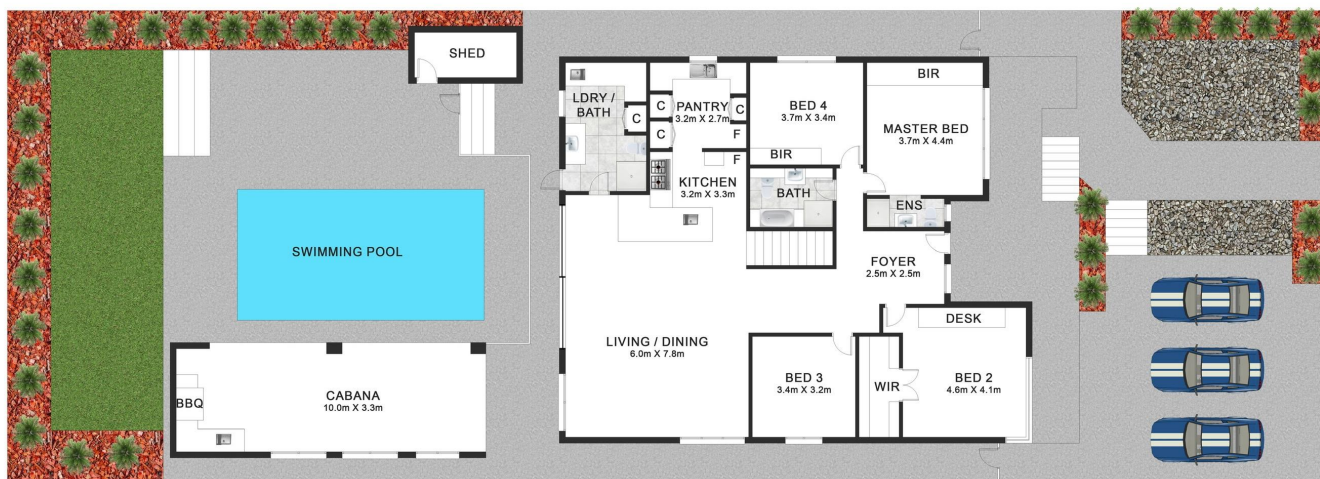 SHED
LDRY /
BATH
C
C
C
C
PANTRY
3.2m X 2.7m
F
F
KITCHEN
3.2m X 3.3m
BED 4
3.7m X 3.4m
BIR
BIR
MASTER BED
3.7m X 4.4m
BATH
ENS
FOYER
2.5m X 2.5m
SWIMMING POOL
LIVING / DINING
6.0m X 7.8m
DESK
BED 3
3.4m X 3.2m
WIR
BED 2
4.6m X 4.1m
BBQ
CABANA
10.0m X 3.3m